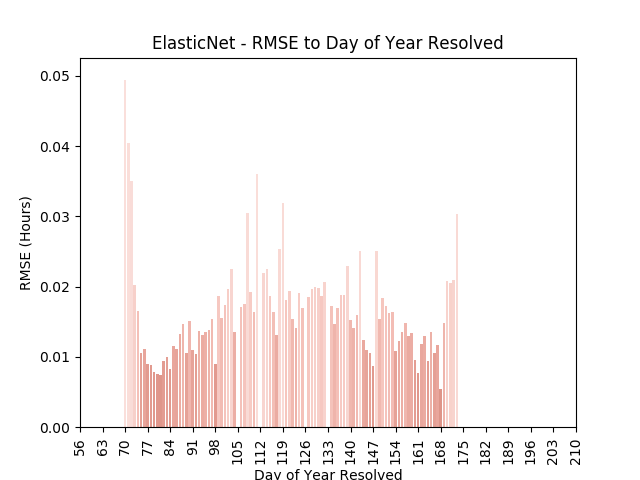 ElasticNet - RMSE to Day of Year Resolved
0.05
0.04
0.03
0.02
0.01
0.00
RMSE (Hours)
56 63 70 77 84 91 98 105 112 119 126 133 140 147 154 161 168 175 182 189 196 203 210
Day of Year Resolved